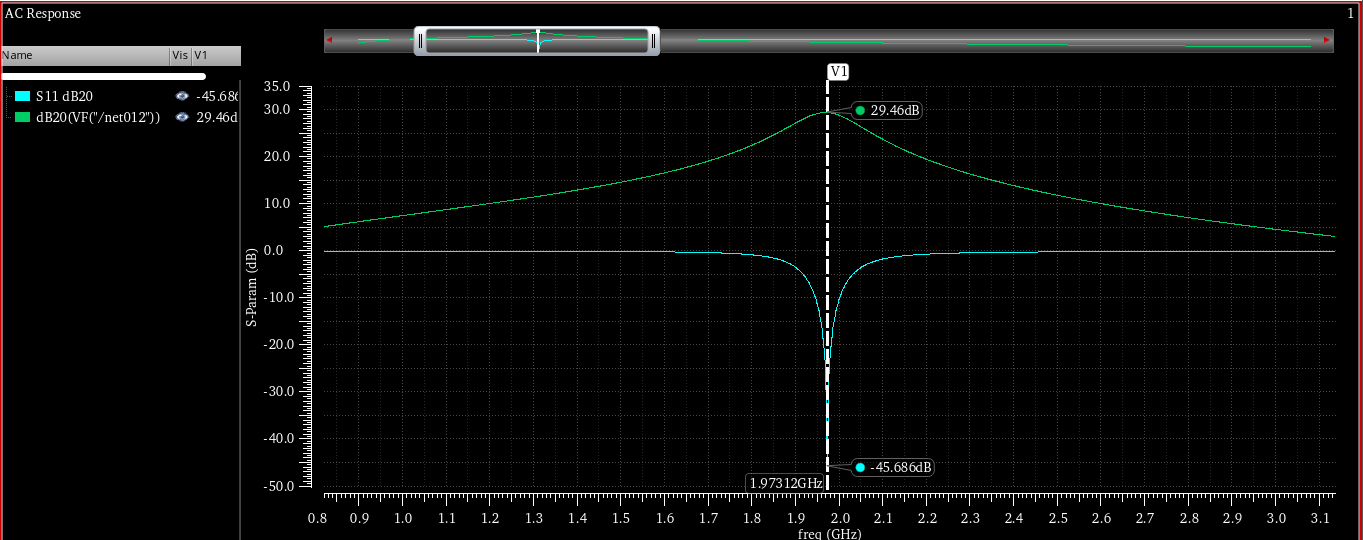 AC Response
1
Name Vis V1
S11 dB20 -45.686
dB20(VF("/net012")) 29.46d
V1
35.0
30.0
29.46dB
20.0
10.0
0.0
S-Param (dB)
-10.0
-20.0
-30.0
-40.0
-45.686dB
1.97312GHz
-50.0
0.8 0.9 1.0 1.1 1.2 1.3 1.4 1.5 1.6 1.7 1.8 1.9 2.0 2.1 2.2 2.3 2.4 2.5 2.6 2.7 2.8 2.9 3.0 3.1
freq (GHz)